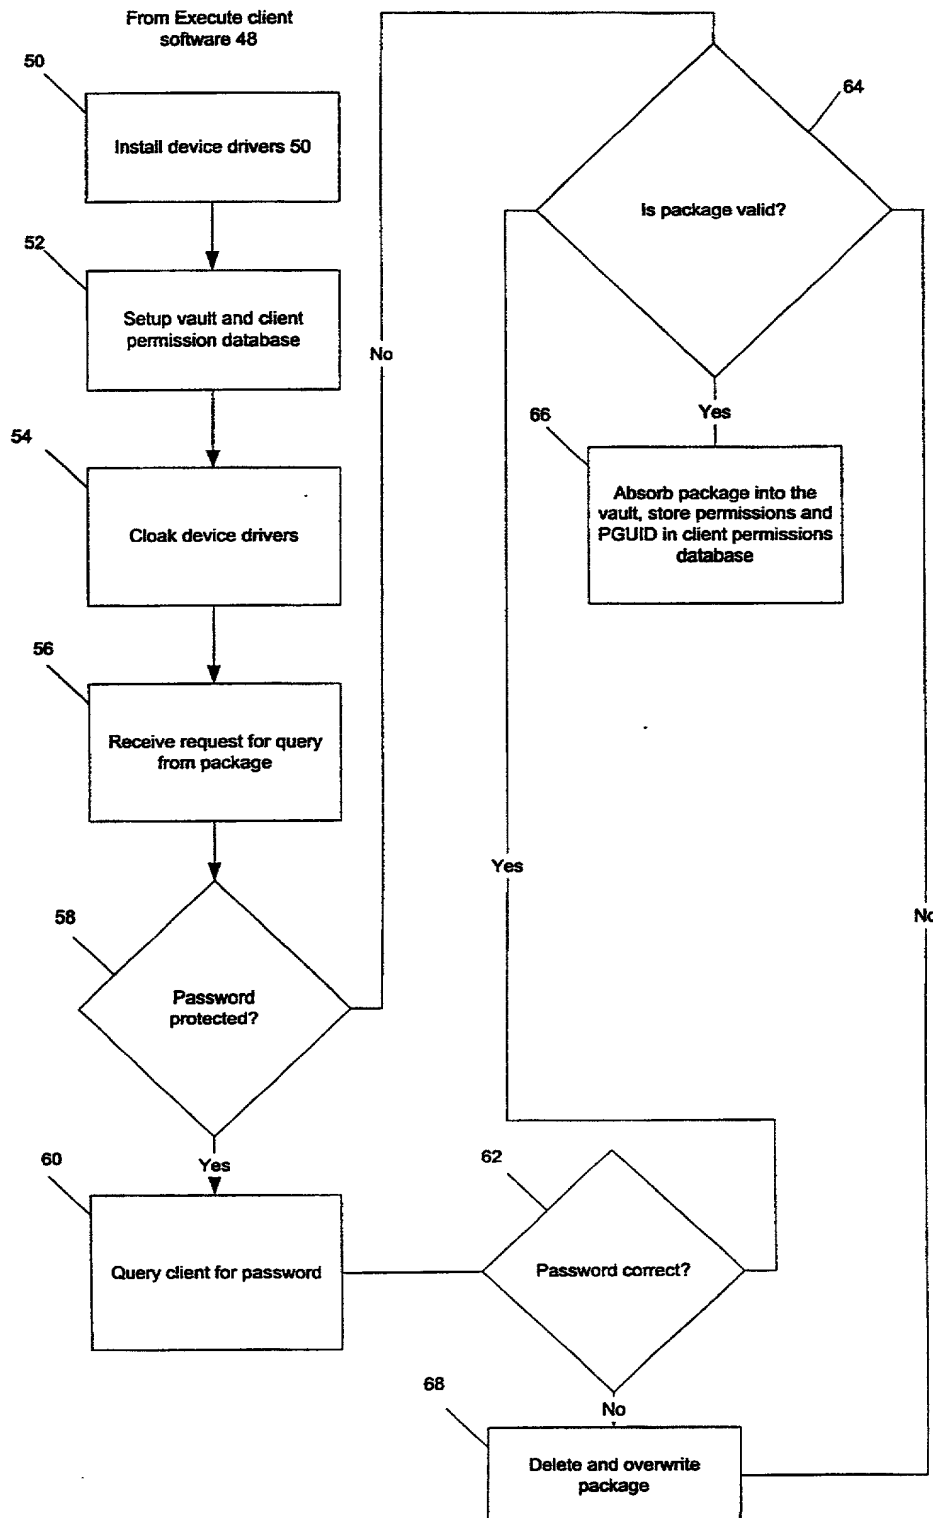 From Execute client
software 48
50
Install device drivers 50
52
Setup vault and client
permission database
54
Cloak device drivers
56
Receive request for query
from package
58
Password
protected?
No
Yes
60
Query client for password
62
Password correct?
Yes
No
64
Is package valid?
Yes
66
Absorb package into the
vault, store permissions and
PGUID in client permissions
database
No
68
Delete and overwrite
package